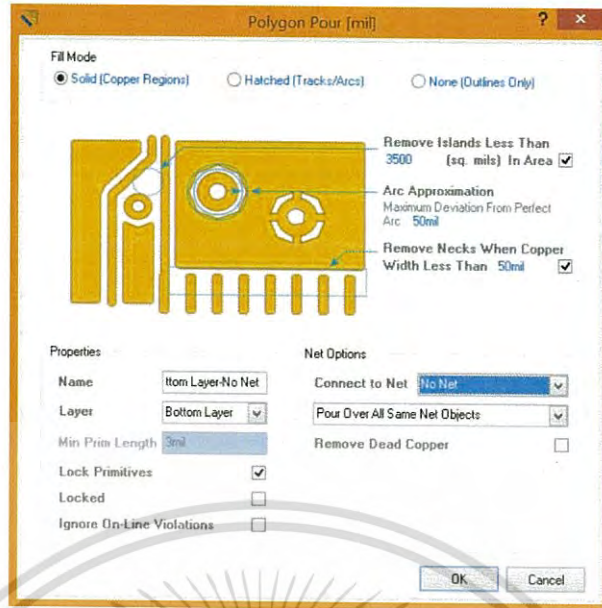 Polygon Pour [mil]
?
×
Fill Mode
Solid (Copper Regions)
Hatched (Tracks/Arcs)
None (Outlines Only)
Remove Islands Less Than
3500 (sq. mils) In Area
Arc Approximation
Maximum Deviation From Perfect
Arc 50mil
Remove Necks When Copper
Width Less Than 50mil
Properties
Name ttom Layer-No Net
Layer Bottom Layer
Min Prim Length 3mil
Lock Primitives
Locked
Ignore On-Line Violations
Net Options
Connect to Net No Net
Pour Over All Same Net Objects
Remove Dead Copper
OK
Cancel